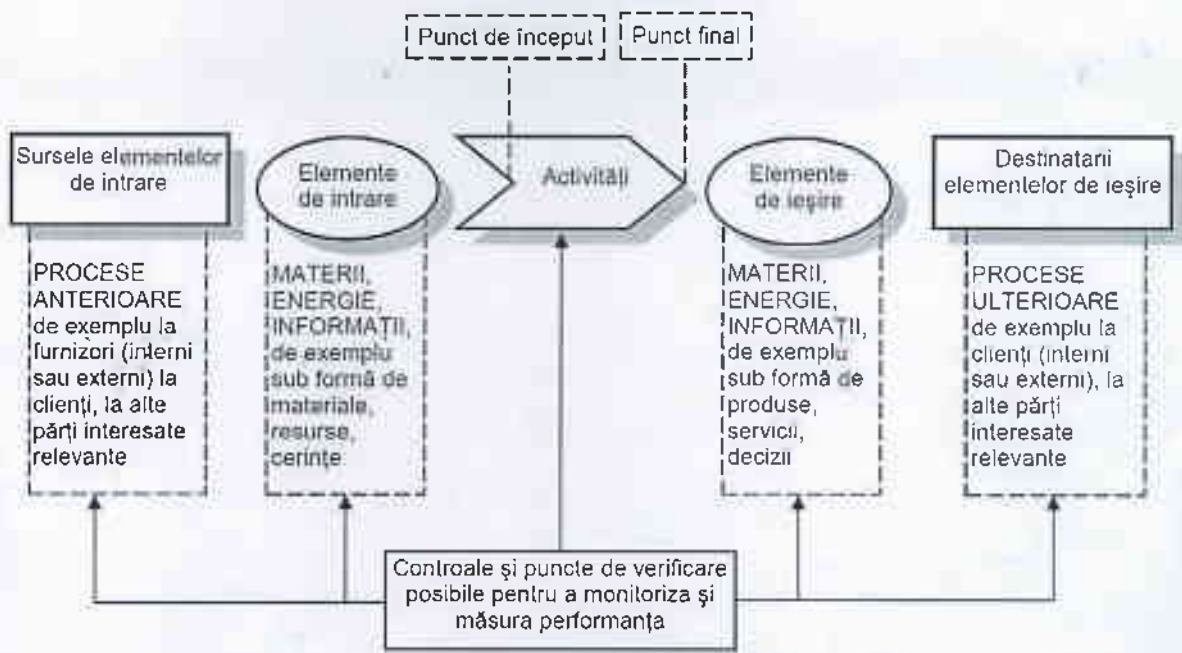 Punct de început
Punct final
Sursele elementelor
de intrare
Elemente
de intrare
Activități
Elemente
de ieşire
Destinatarii
elementelor de ieşire
PROCESE
ANTERIOARE
de exemplu la
furnizori (interni
sau externi) la
clienți, la alte
părți interesate
relevante
MATERII,
ENERGIE,
INFORMAȚII,
de exemplu
sub formă de
materiale,
resurse,
cerințe
MATERII,
ENERGIE,
INFORMAȚII,
de exemplu
sub formă de
produse,
servicii,
decizii
PROCESE
ULTERIOARE
de exemplu la
clienți (interni
sau externi), la
alte părți
interesate
relevante
Controale şi puncte de verificare
posibile pentru a monitoriza şi
măsura performanța